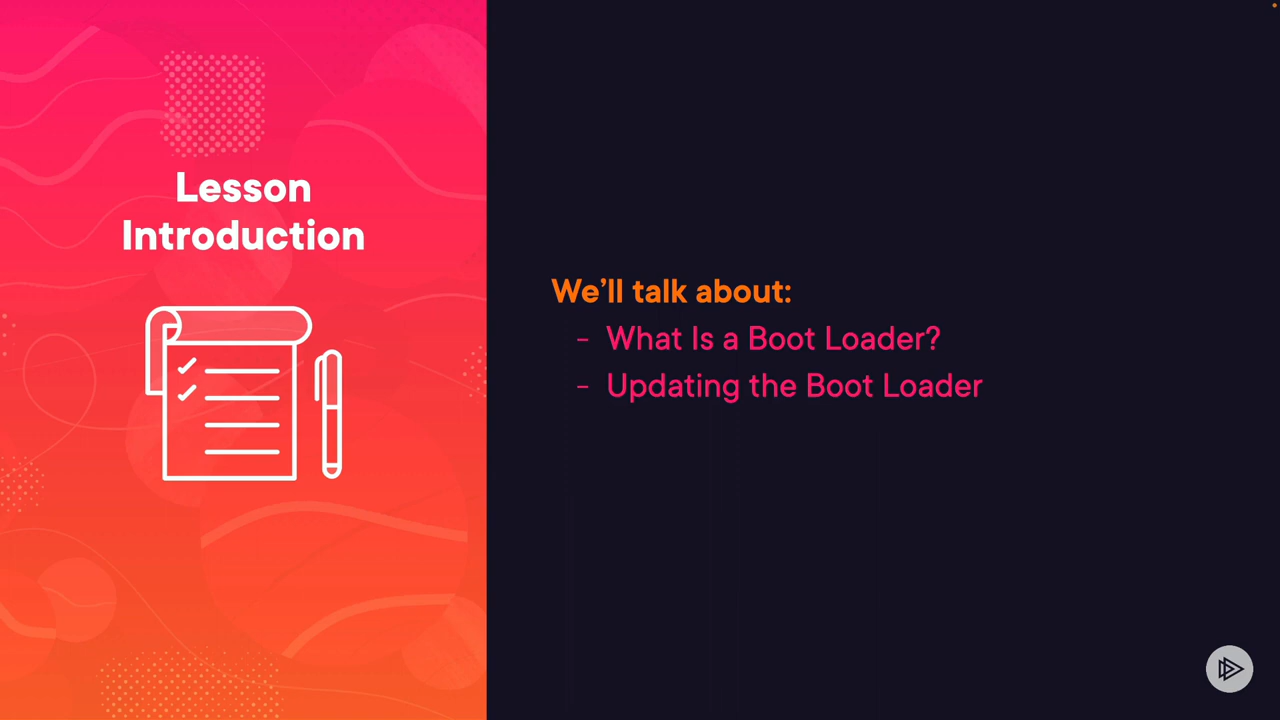 Lesson
Introduction
We’ll talk about:
- What Is a Boot Loader?
- Updating the Boot Loader